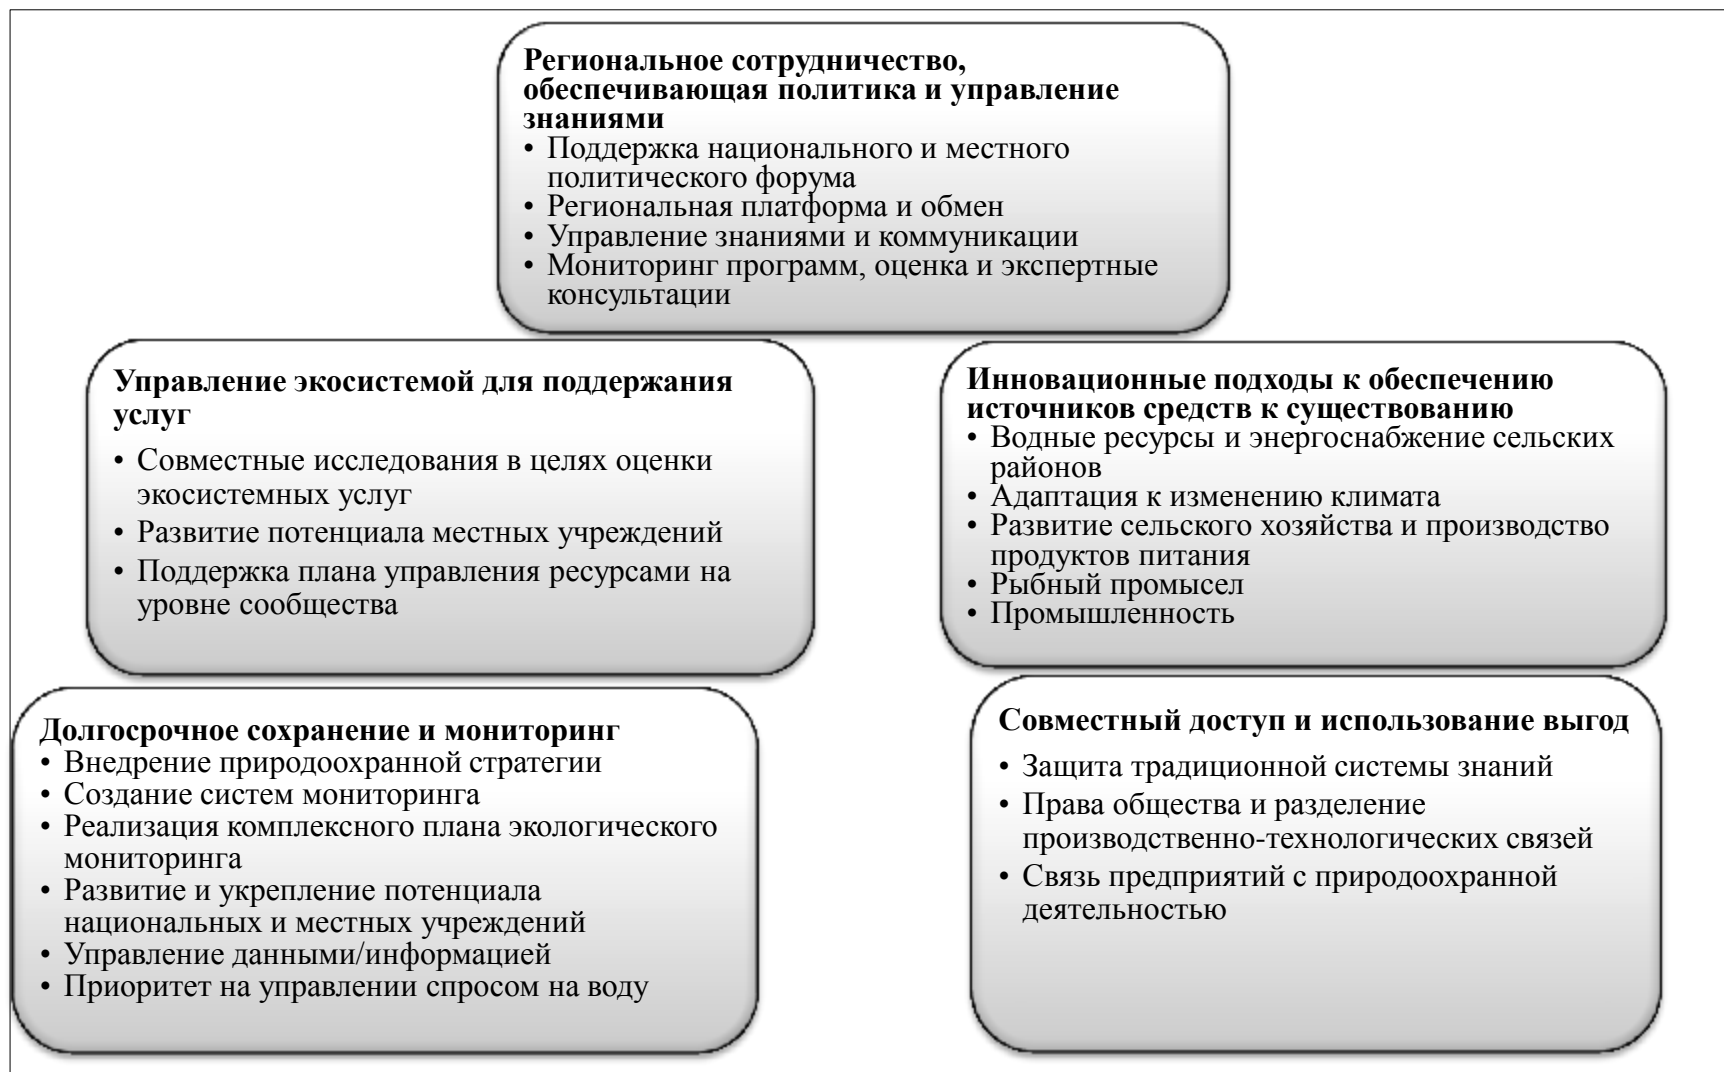 Региональное сотрудничество,
обеспечивающая политика и управление
знаниями
• Поддержка национального и местного
политического форума
• Региональная платформа и обмен
• Управление знаниями и коммуникации
• Мониторинг программ, оценка и экспертные
консультации
Управление экосистемой для поддержания
услуг
• Совместные исследования в целях оценки
экосистемных услуг
• Развитие потенциала местных учреждений
• Поддержка плана управления ресурсами на
уровне сообщества
Инновационные подходы к обеспечению
источников средств к существованию
• Водные ресурсы и энергоснабжение сельских
районов
• Адаптация к изменению климата
• Развитие сельского хозяйства и производство
продуктов питания
• Рыбный промысел
• Промышленность
Долгосрочное сохранение и мониторинг
• Внедрение природоохранной стратегии
• Создание систем мониторинга
• Реализация комплексного плана экологического
мониторинга
• Развитие и укрепление потенциала
национальных и местных учреждений
• Управление данными/информацией
• Приоритет на управлении спросом на воду
Совместный доступ и использование выгод
• Защита традиционной системы знаний
• Права общества и разделение
производственно-технологических связей
• Связь предприятий с природоохранной
деятельностью